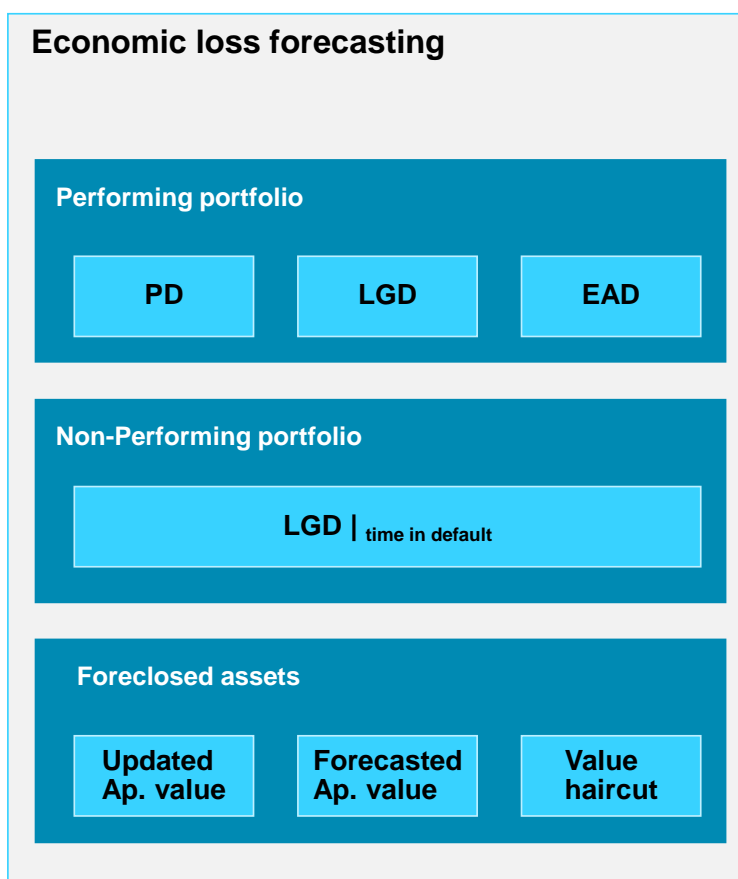 Economic loss forecasting
Performing portfolio
PD
LGD
EAD
Non-Performing portfolio
LGD | time in default
Foreclosed assets
Updated
Ap. value
Forecasted
Ap. value
Value
haircut